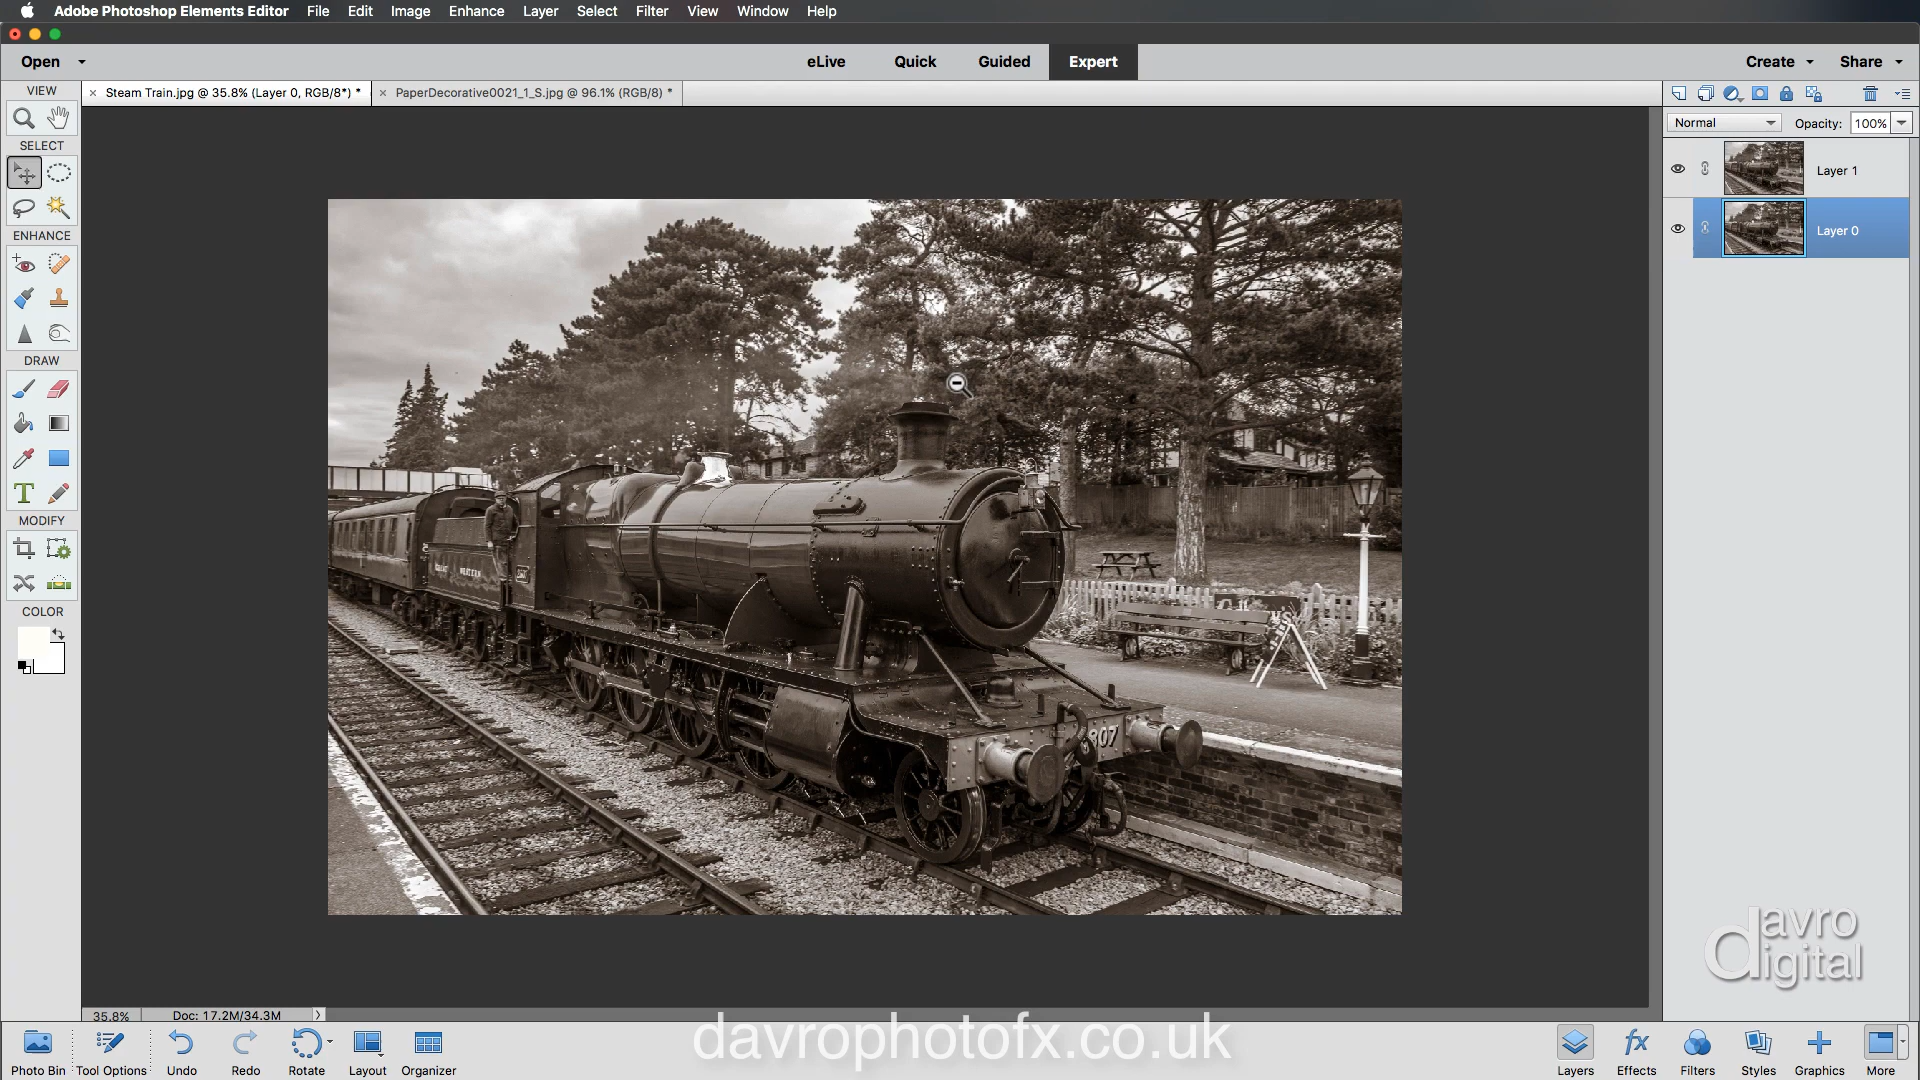 Adobe Photoshop Elements Editor File Edit Image Enhance Layer Select Filter View Window Help
Open eLive Quick Guided Expert Create Share
Steam Train.jpg @ 35.8% (Layer 0, RGB/8*) * PaperDecorative0021_1_S.jpg @ 96.1% (RGB/8) *
VIEW
Normal Opacity: 100%
SELECT
Layer 1
Layer 0
ENHANCE
DRAW
T
MODIFY
COLOR
GREAT WESTERN
807
davro
digital
35.8% Doc: 17.2M/34.3M
davrophotofx.co.uk
Photo Bin Tool Options Undo Redo Rotate Layout Organizer
fx
Layers Effects Filters Styles Graphics More